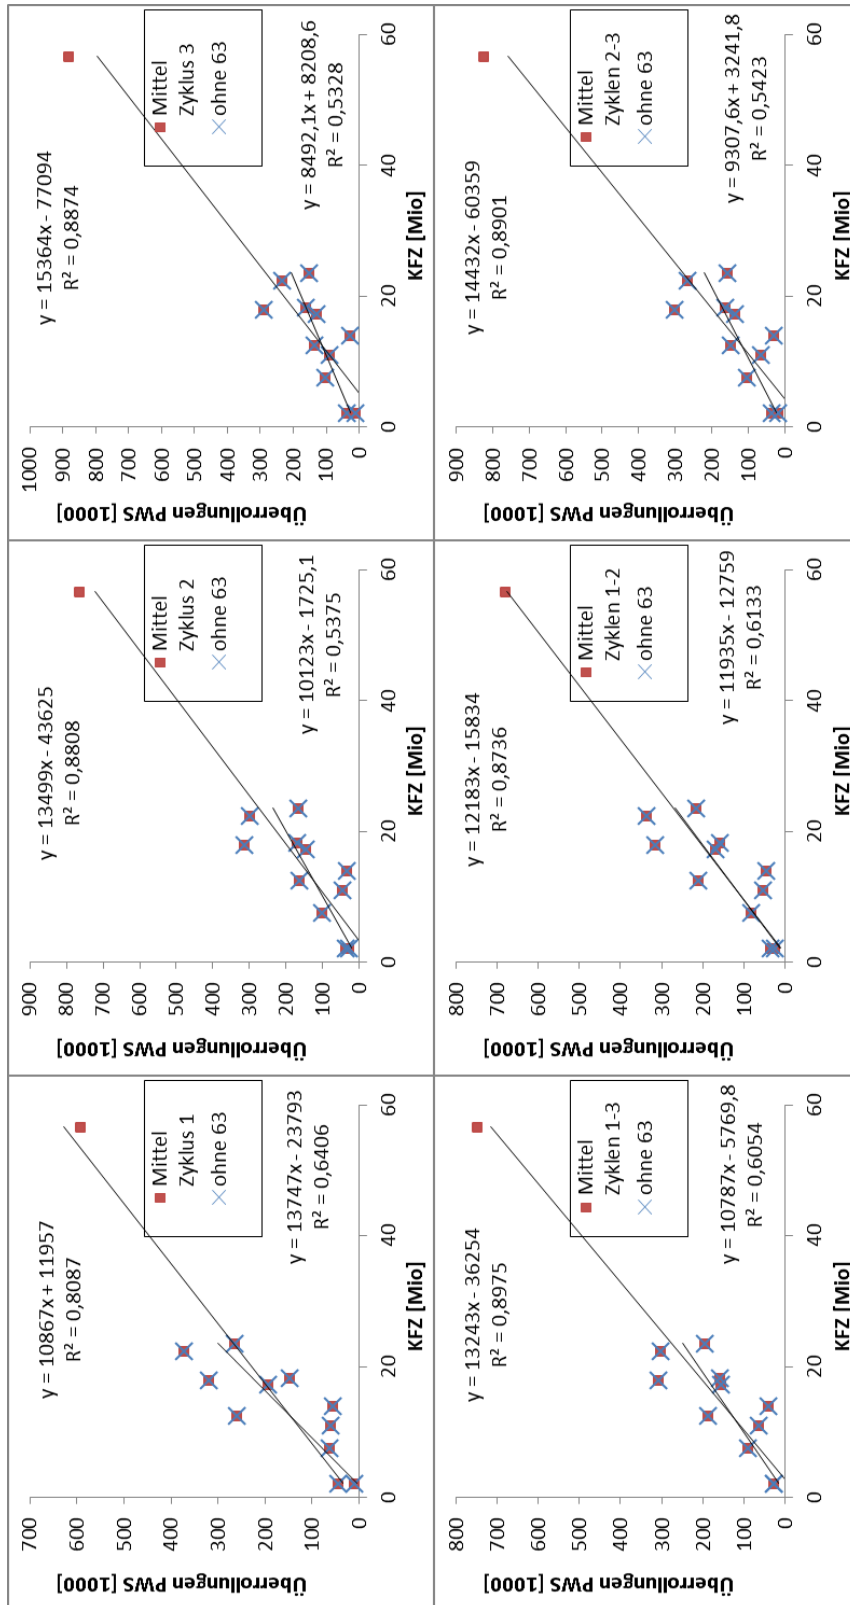 700
600
500
400
300
200
100
0
Überrollungen PWS [1000]
0
20
40
60
KFZ [Mio]
y = 10867x + 11957
R² = 0,8087
Mittel
Zyklus 1
ohne 63
y = 13747x - 23793
R² = 0,6406
900
800
700
600
500
400
300
200
100
0
Überrollungen PWS [1000]
0
20
40
60
KFZ [Mio]
y = 13499x - 43625
R² = 0,8808
Mittel
Zyklus 2
ohne 63
y = 10123x - 1725,1
R² = 0,5375
1000
900
800
700
600
500
400
300
200
100
0
Überrollungen PWS [1000]
0
20
40
60
KFZ [Mio]
y = 15364x - 77094
R² = 0,8874
Mittel
Zyklus 3
ohne 63
y = 8492,1x + 8208,6
R² = 0,5328
800
700
600
500
400
300
200
100
0
Überrollungen PWS [1000]
0
20
40
60
KFZ [Mio]
y = 13243x - 36254
R² = 0,8975
Mittel
Zyklen 1-3
ohne 63
y = 10787x - 5769,8
R² = 0,6054
800
700
600
500
400
300
200
100
0
Überrollungen PWS [1000]
0
20
40
60
KFZ [Mio]
y = 12183x - 15834
R² = 0,8736
Mittel
Zyklen 1-2
ohne 63
y = 11935x - 12759
R² = 0,6133
900
800
700
600
500
400
300
200
100
0
Überrollungen PWS [1000]
0
20
40
60
KFZ [Mio]
y = 14432x - 60359
R² = 0,8901
Mittel
Zyklen 2-3
ohne 63
y = 9307,6x + 3241,8
R² = 0,5423